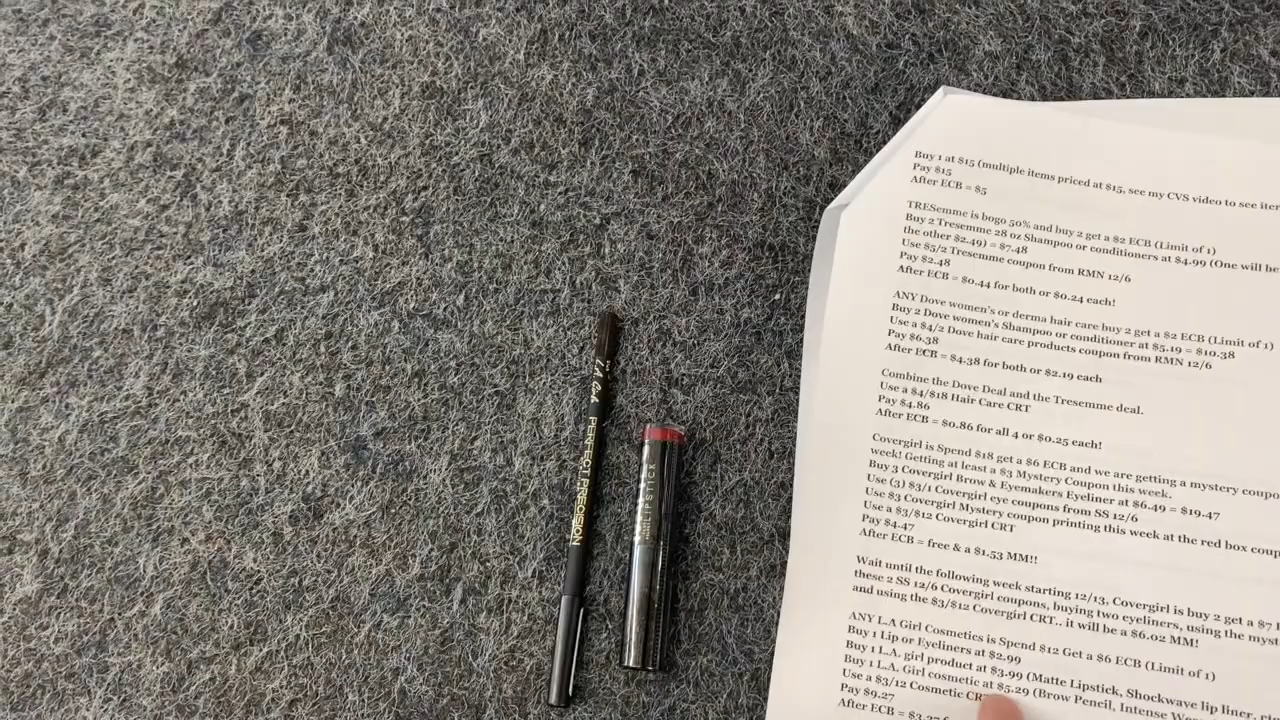 Buy 1 at $15 (multiple items priced at $15, see my CVS video to see
Pay $15
After ECB = $5
TRESemme is bogo 50% and buy 2 get a $2 ECB (Limit of 1)
Buy 2 Tresemme 28 oz Shampoo or conditioners at $4.99 (One will be
the other $2.49) = $7.48
Use $5/2 Tresemme coupon from RMN 12/6
Pay $2.48
After ECB = $0.44 for both or $0.24 each!
ANY Dove women's or derma hair care buy 2 get a $2 ECB (Limit of 1)
Buy 2 Dove women's Shampoo or conditioner at $5.19 = $10.38
Use a $4/2 Dove hair care products coupon from RMN 12/6
Pay $6.38
After ECB = $4.38 for both or $2.19 each
Combine the Dove Deal and the Tresemme deal.
Use a $4/$18 Hair Care CRT
Pay $4.86
After ECB = $0.86 for all 4 or $0.25 each!
Covergirl is Spend $18 get a $6 ECB and we are getting a mystery
week! Getting at least a $3 Mystery Coupon this week.
Buy 3 Covergirl Brow & Eyemakers Eyeliner at $6.49 = $19.47
Use (3) $3/1 Covergirl eye coupons from SS 12/6
Use $3 Covergirl Mystery coupon printing this week at the red box
Use a $3/$12 Covergirl CRT
Pay $4.47
After ECB = free & a $1.53 MM!!
Wait until the following week starting 12/13, Covergirl is buy 2 get a $7
these 2 SS 12/6 Covergirl coupons, buying two eyeliners, using the
and using the $3/$12 Covergirl CRT.. it will be a $6.02 MM!
ANY L.A Girl Cosmetics is Spend $12 Get a $6 ECB (Limit of 1)
Buy 1 Lip or Eyeliners at $2.99
Buy 1 L.A. girl product at $3.99 (Matte Lipstick, Shockwave lip liner,
Buy 1 L.A. Girl cosmetic at $5.29 (Brow Pencil, Intense
Use a $3/12 Cosmetic
Pay $9.27
After ECB =
L.A. Girl PERFECT PRECISION
LIPSTICK